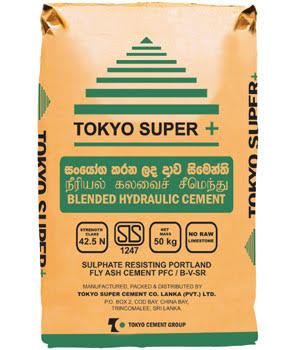 TOKYO SUPER +
සංයෝග කරන ලද ද්‍රාව සිමෙන්ති
நீரியல் கலவைச் சீமெந்து
BLENDED HYDRAULIC CEMENT
STRENGTH CLASS 42.5 N
SLS 1247
NET MASS 50 kg
NO RAW LIMESTONE
SULPHATE RESISTING PORTLAND
FLY ASH CEMENT PFC / B-V-SR
MANUFACTURED, PACKED & DISTRIBUTED BY
TOKYO SUPER CEMENT CO. LANKA (PVT.) LTD.
P.O. BOX 2, COD BAY, CHINA BAY,
TRINCOMALEE, SRI LANKA.
TOKYO CEMENT GROUP
TOKYO SUPER+
TOKYO SUPER+